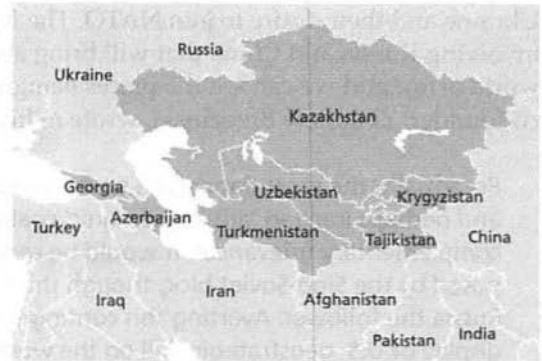 Russia
Ukraine
Kazakhstan
Georgia
Uzbekistan
Krygyzistan
Azerbaijan
Turkey
Turkmenistan
Tajikistan
China
Iraq
Iran
Afghanistan
Pakistan
India